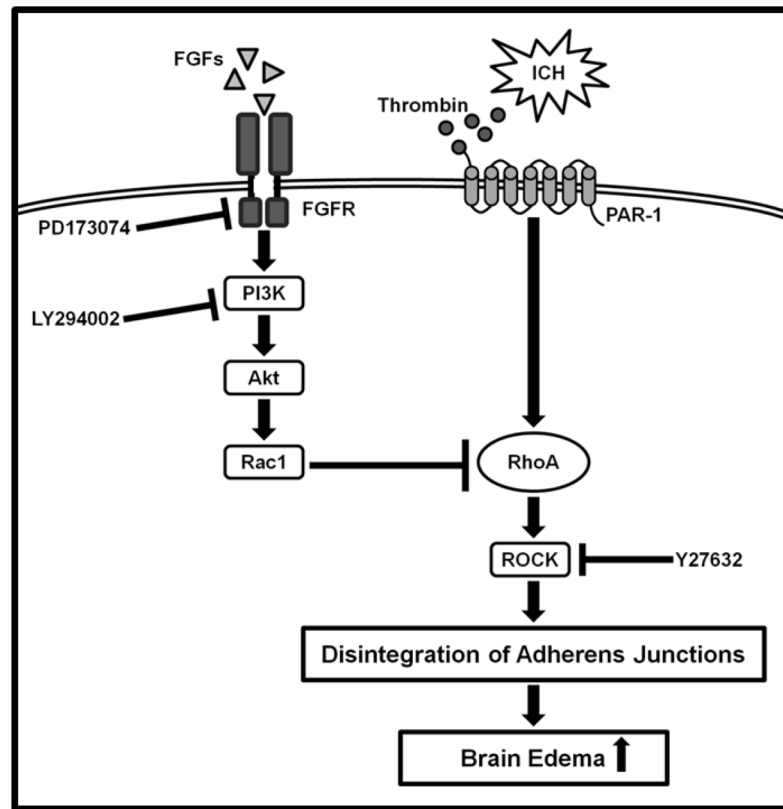 FGFs
ICH
Thrombin
FGFR
PAR-1
PD173074
PI3K
LY294002
Akt
Rac1
RhoA
ROCK
Y27632
Disintegration of Adherens Junctions
Brain Edema